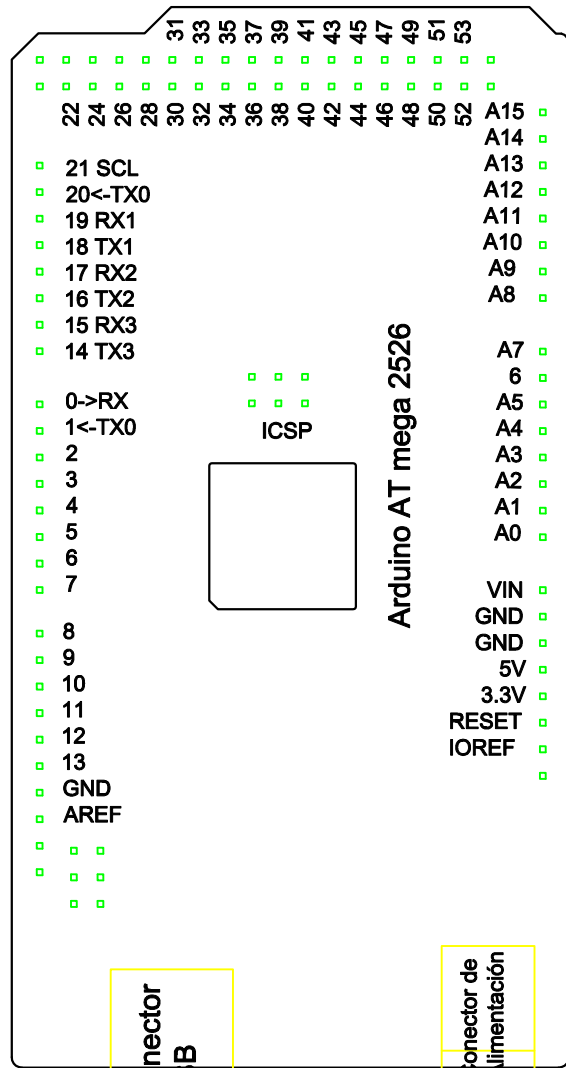 31 33 35 37 39 41 43 45 47 49 51 53
22 24 26 28 30 32 34 36 38 40 42 44 46 48 50 52
A15
A14
A13
A12
A11
A10
A9
A8
A7
6
A5
A4
A3
A2
A1
A0
VIN
GND
GND
5V
3.3V
RESET
IOREF
21 SCL
20<-TX0
19 RX1
18 TX1
17 RX2
16 TX2
15 RX3
14 TX3
0->RX
1<-TX0
2
3
4
5
6
7
8
9
10
11
12
13
GND
AREF
ICSP
Arduino AT mega 2526
nector
B
onector de
limentación